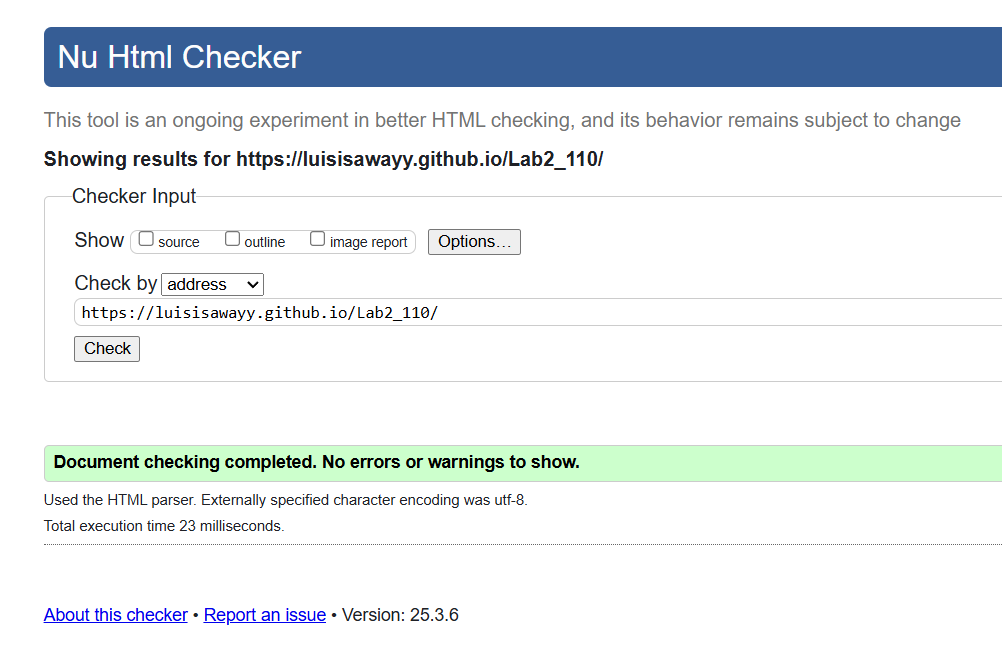 Nu Html Checker
This tool is an ongoing experiment in better HTML checking, and its behavior remains subject to change
Showing results for https://luisisawayy.github.io/Lab2_110/
Checker Input
Show source outline image report Options…
Check by address
https://luisisawayy.github.io/Lab2_110/
Check
Document checking completed. No errors or warnings to show.
Used the HTML parser. Externally specified character encoding was utf-8.
Total execution time 23 milliseconds.
About this checker • Report an issue • Version: 25.3.6